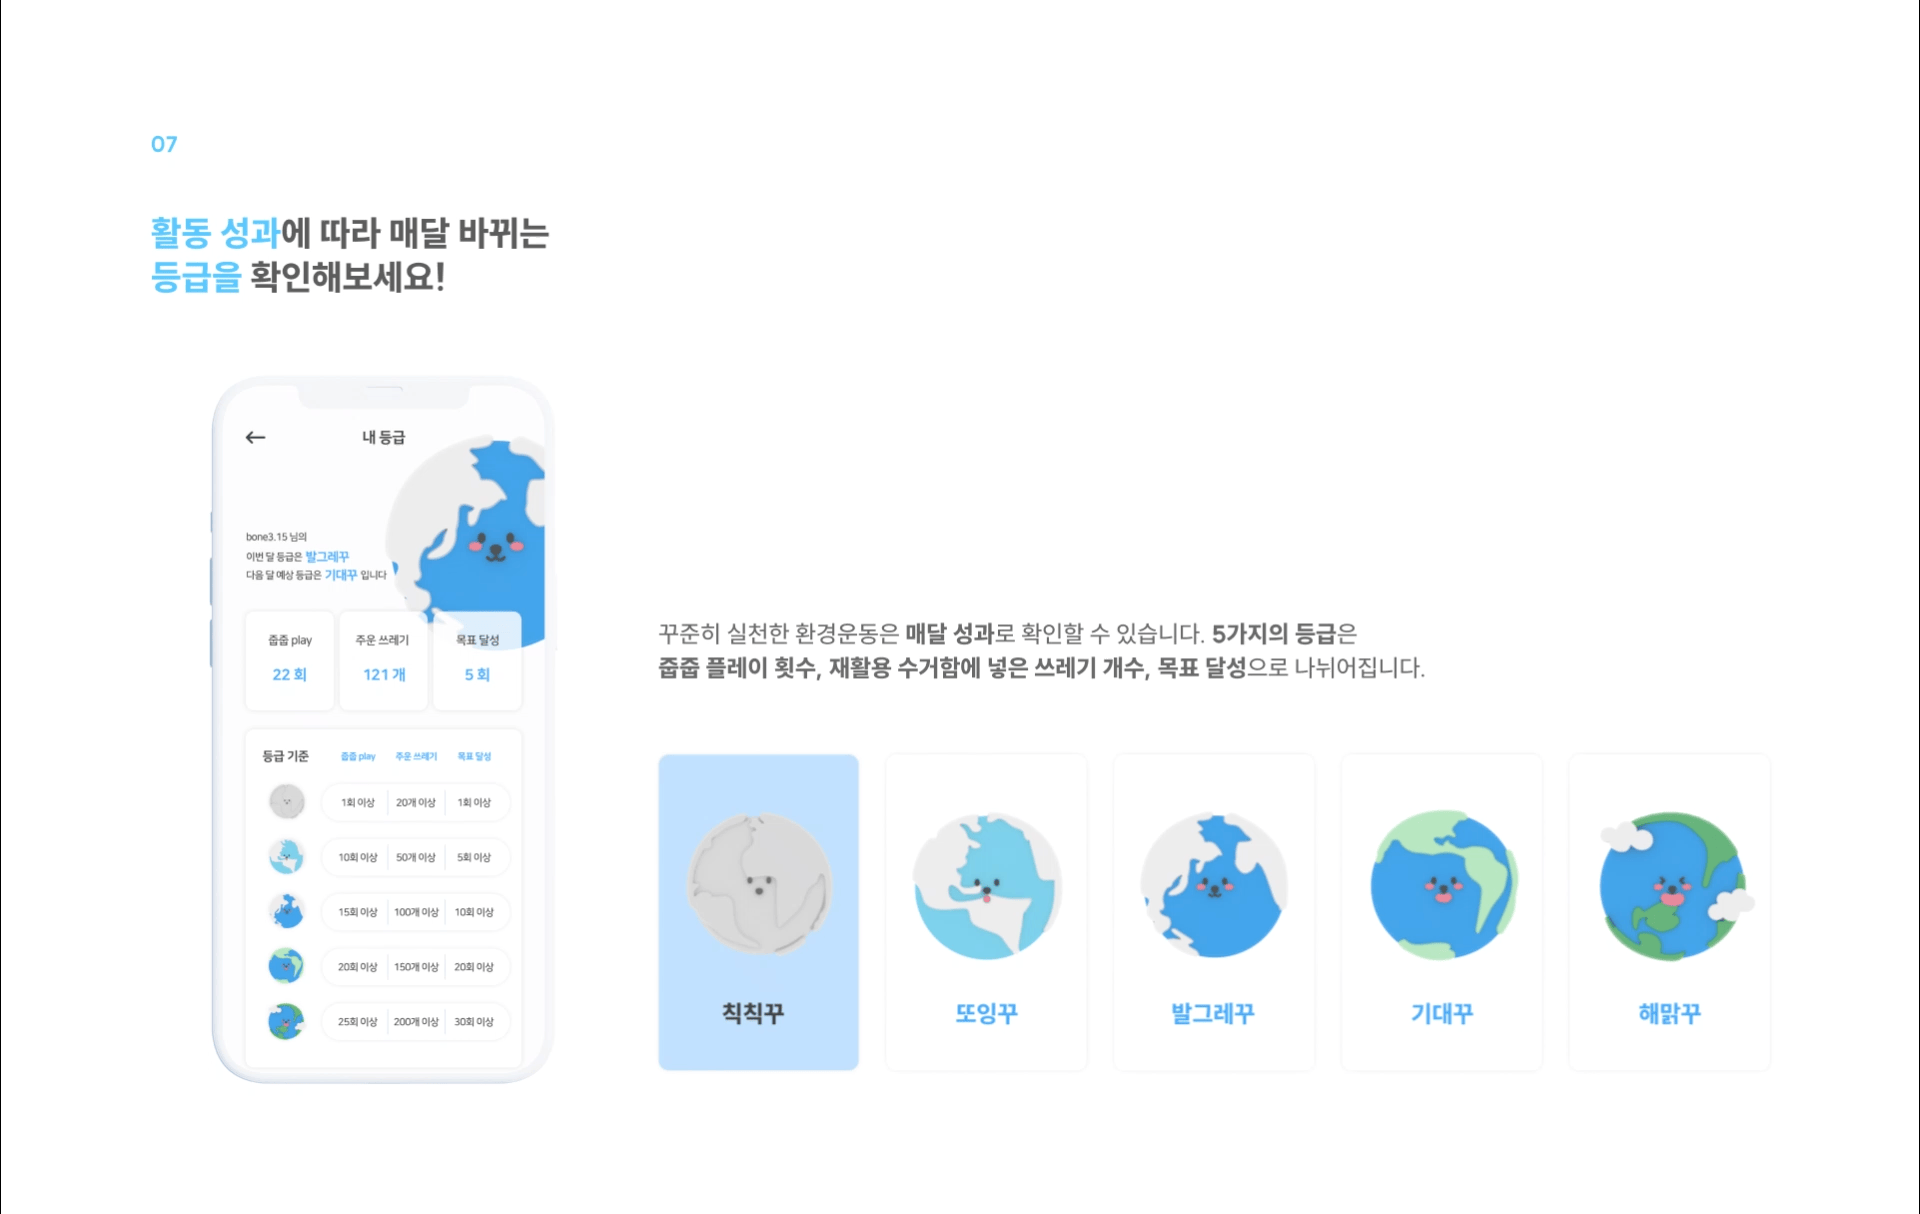 07
활동 성과에 따라 매달 바뀌는
등급을 확인해보세요!
내 등급
bone3.15 님의
이번 달 등급은 발그레꾸
다음 달 예상 등급은 기대꾸 입니다
줍줍 play 주운 쓰레기 목표 달성
22 회 121 개 5 회
등급 기준 줍줍 play 주운 쓰레기 목표 달성
1회 이상 20개 이상 1회 이상
10회 이상 50개 이상 5회 이상
15회 이상 100개 이상 10회 이상
20회 이상 150개 이상 20회 이상
25회 이상 200개 이상 30회 이상
꾸준히 실천한 환경운동은 매달 성과로 확인할 수 있습니다. 5가지의 등급은
줍줍 플레이 횟수, 재활용 수거함에 넣은 쓰레기 개수, 목표 달성으로 나뉘어집니다.
칙칙꾸 또잉꾸 발그레꾸 기대꾸 해맑꾸